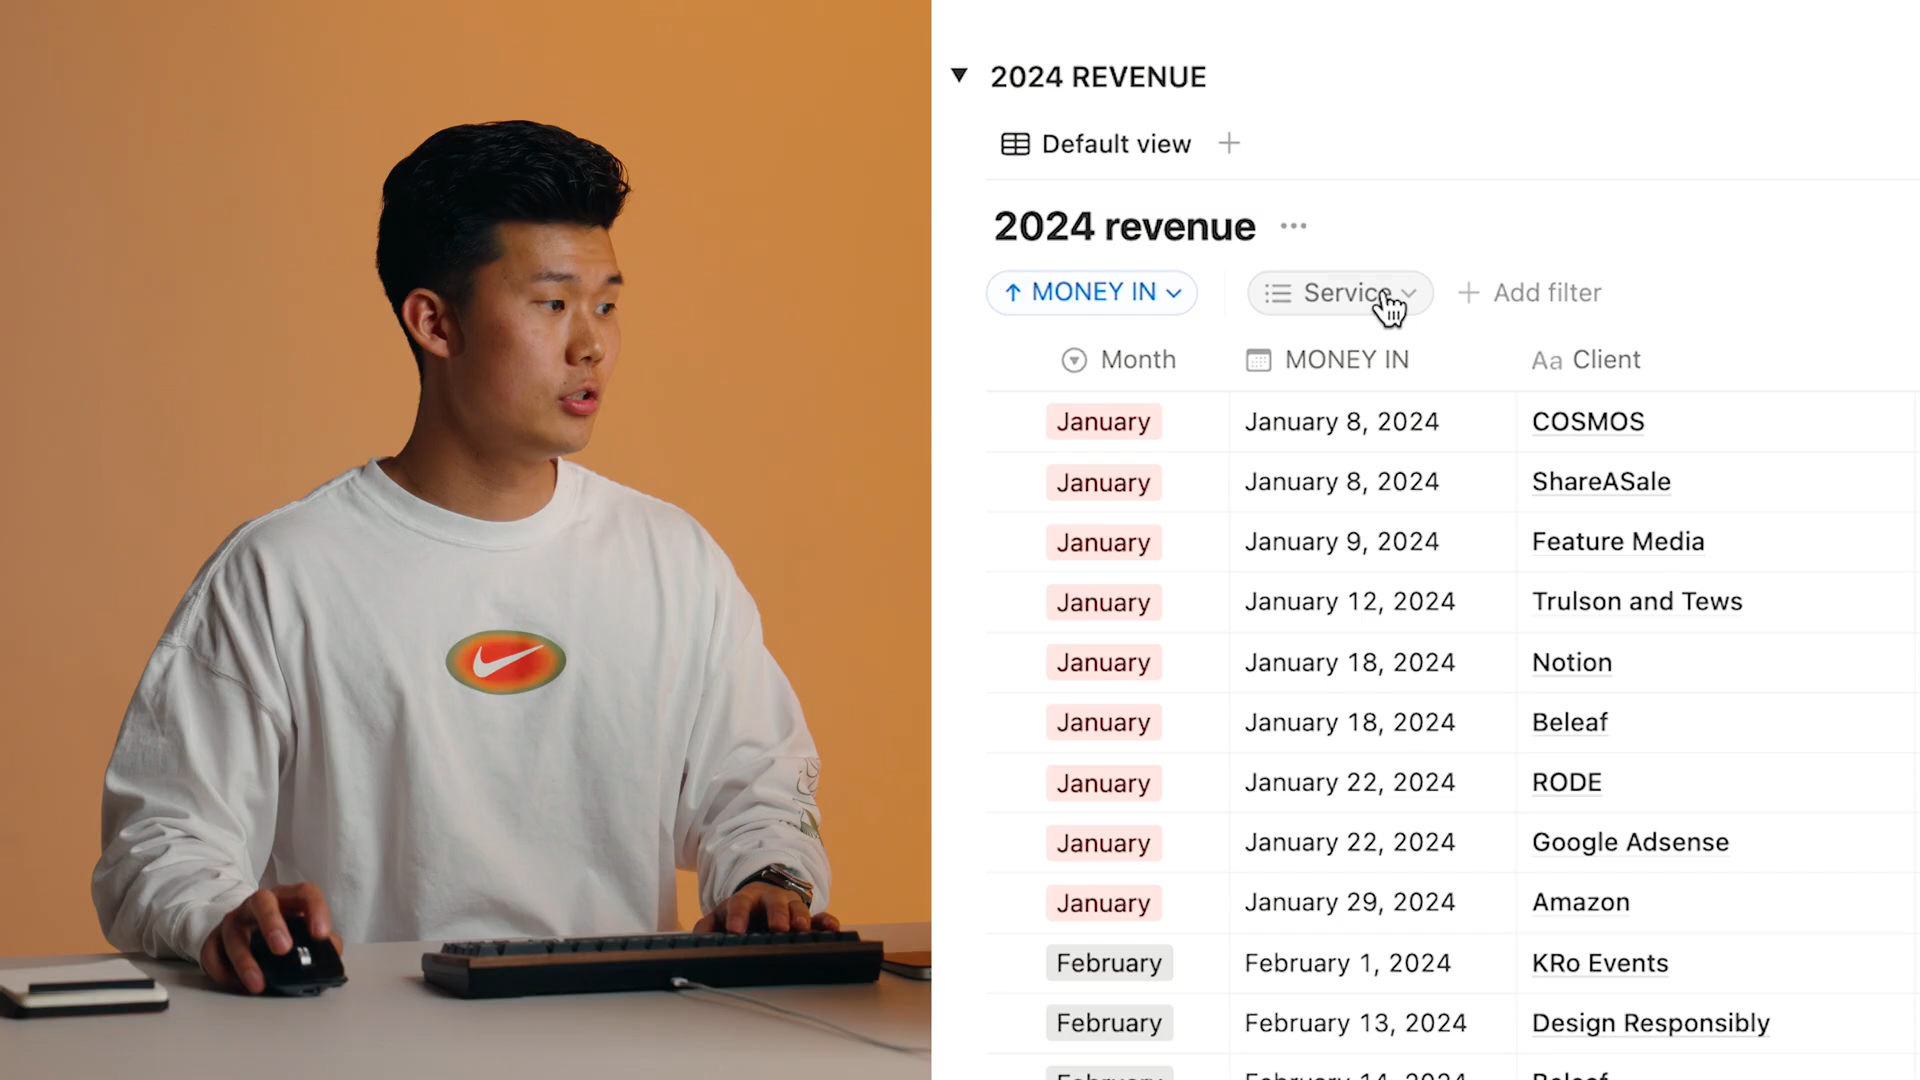 2024 REVENUE
Default view
2024 revenue
MONEY IN
Service
Add filter
Month
MONEY IN
Aa Client
January
January 8, 2024
COSMOS
January
January 8, 2024
ShareASale
January
January 9, 2024
Feature Media
January
January 12, 2024
Trulson and Tews
January
January 18, 2024
Notion
January
January 18, 2024
Beleaf
January
January 22, 2024
RODE
January
January 22, 2024
Google Adsense
January
January 29, 2024
Amazon
February
February 1, 2024
KRo Events
February
February 13, 2024
Design Responsibly